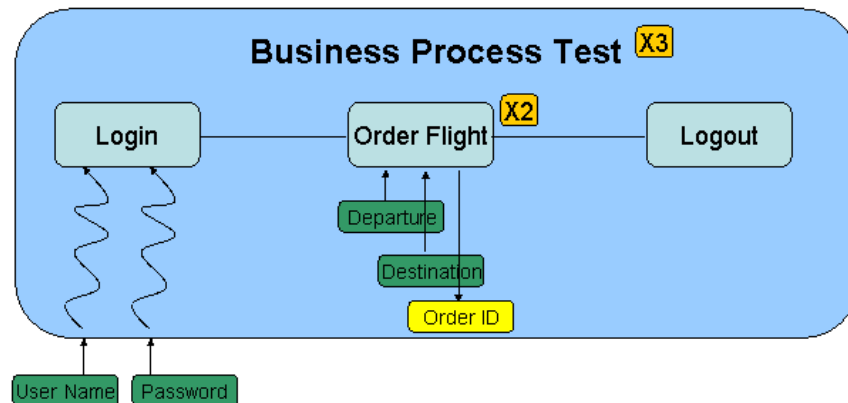 Business Process Test X3
Login
Order Flight
X2
Logout
Departure
Destination
Order ID
User Name
Password